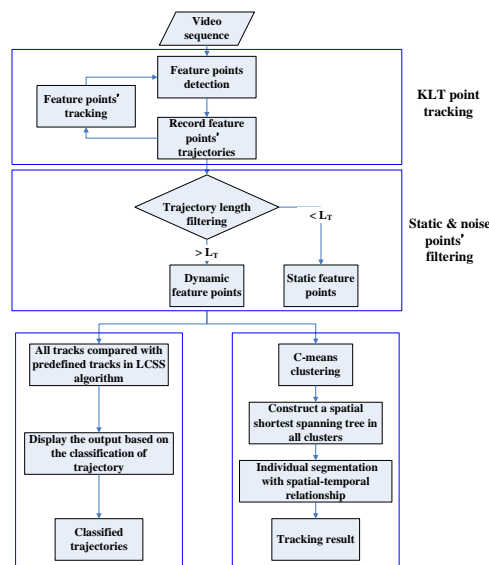 Video
sequence
Feature points
detection
Feature points'
tracking
Record feature
points'
trajectories
KLT point
tracking
Trajectory length
filtering
< LT
> LT
Static & noise
points'
filtering
Dynamic
feature points
Static feature
points
All tracks compared with
predefined tracks in LCSS
algorithm
Display the output based on
the classification of
trajectory
Classified
trajectories
C-means
clustering
Construct a spatial
shortest spanning tree in
all clusters
Individual segmentation
with spatial-temporal
relationship
Tracking result